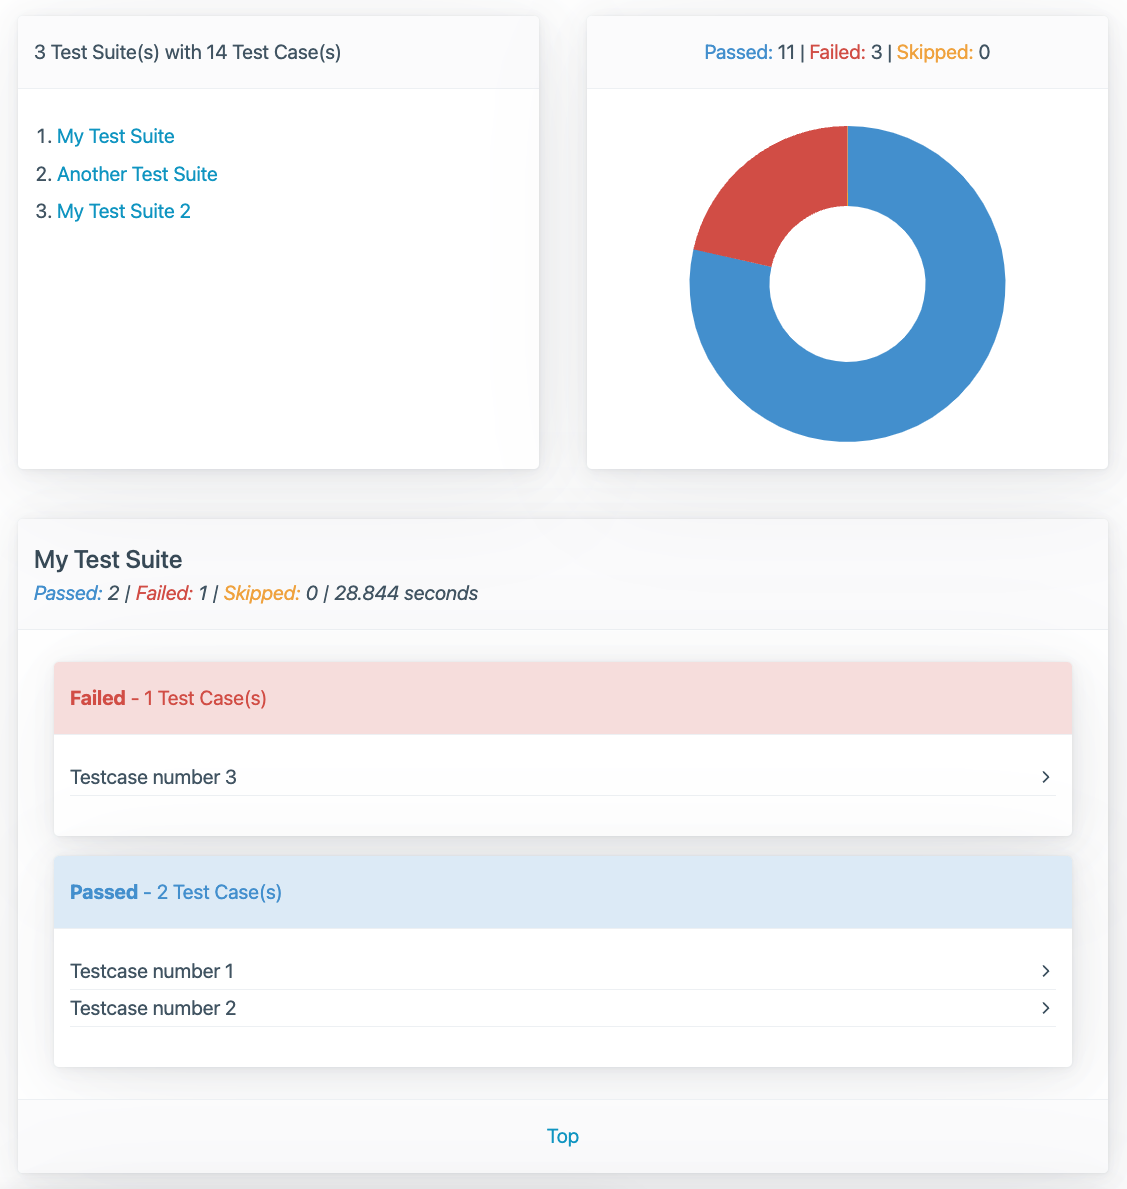 3 Test Suite(s) with 14 Test Case(s)
1. My Test Suite
2. Another Test Suite
3. My Test Suite 2
Passed: 11 | Failed: 3 | Skipped: 0
My Test Suite
Passed: 2 | Failed: 1 | Skipped: 0 | 28.844 seconds
Failed - 1 Test Case(s)
Testcase number 3
Passed - 2 Test Case(s)
Testcase number 1
Testcase number 2
Top